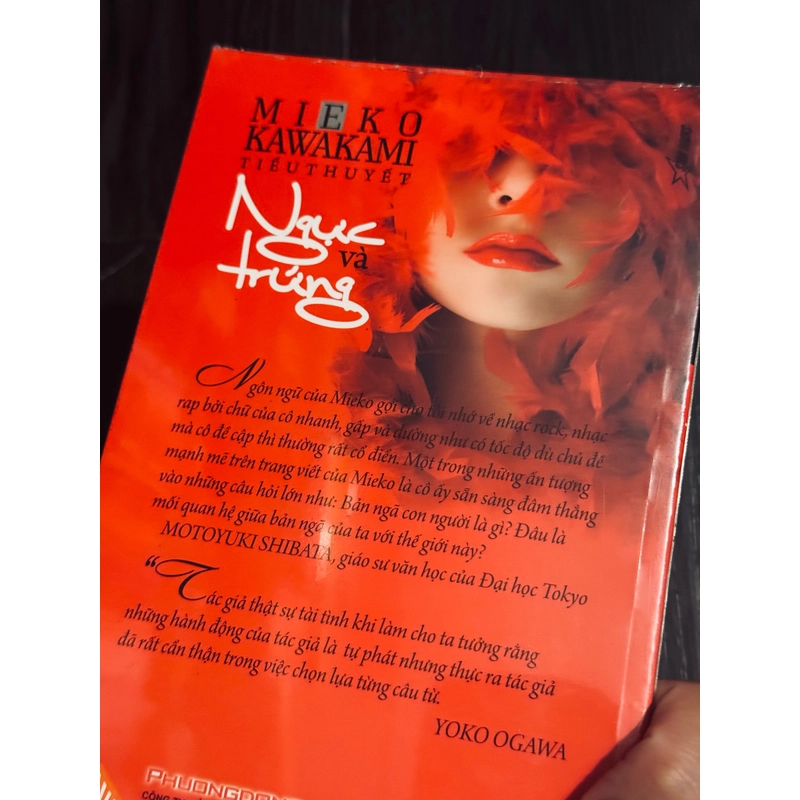 MIEKO
KAWAKAMI
TIỂU THUYẾT
Ngực
và
trứng
Ngôn ngữ của Mieko gợi cho tôi nhớ về nhạc rock, nhạc
rap bởi chữ của cô nhanh, gấp và dường như có tốc độ dù chủ đề
mà cô đề cập thì thường rất cổ điển. Một trong những ấn tượng
mạnh mẽ trên trang viết của Mieko là cô ấy sẵn sàng đâm thẳng
vào những câu hỏi lớn như: Bản ngã con người là gì? Đâu là
mối quan hệ giữa bản ngã của ta với thế giới này?
MOTOYUKI SHIBATA, giáo sư văn học của Đại học Tokyo
“Tác giả thật sự tài tình khi làm cho ta tưởng rằng
những hành động của tác giả là tự phát nhưng thực ra tác giả
đã rất cẩn thận trong việc chọn lựa từng câu từ.
YOKO OGAWA